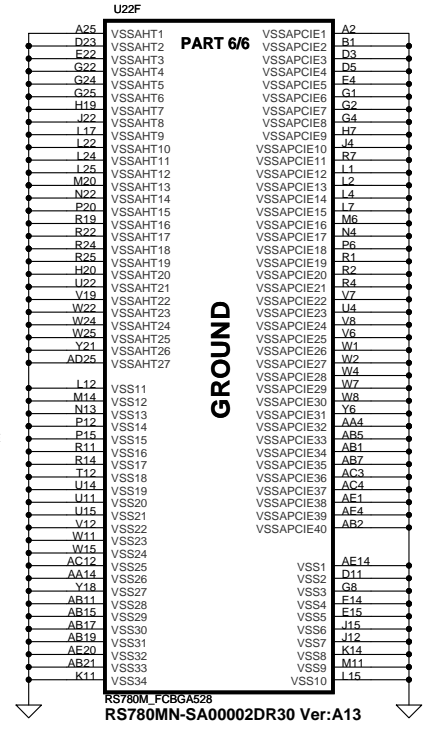 U22F
PART 6/6
A25 VSSAHT1 VSSAPCIE1 A2
D23 VSSAHT2 VSSAPCIE2 B1
E22 VSSAHT3 VSSAPCIE3 D3
G22 VSSAHT4 VSSAPCIE4 D5
G24 VSSAHT5 VSSAPCIE5 E4
G25 VSSAHT6 VSSAPCIE6 G1
H19 VSSAHT7 VSSAPCIE7 G2
J22 VSSAHT8 VSSAPCIE8 G4
L17 VSSAHT9 VSSAPCIE9 H7
L22 VSSAHT10 VSSAPCIE10 J4
L24 VSSAHT11 VSSAPCIE11 R7
L25 VSSAHT12 VSSAPCIE12 L1
M20 VSSAHT13 VSSAPCIE13 L2
N22 VSSAHT14 VSSAPCIE14 L4
P20 VSSAHT15 VSSAPCIE15 L7
R19 VSSAHT16 VSSAPCIE16 M6
R22 VSSAHT17 VSSAPCIE17 N4
R24 VSSAHT18 VSSAPCIE18 P6
R25 VSSAHT19 VSSAPCIE19 R1
H20 VSSAHT20 VSSAPCIE20 R2
U22 VSSAHT21 VSSAPCIE21 R4
V19 VSSAHT22 VSSAPCIE22 V7
W22 VSSAHT23 VSSAPCIE23 U4
W24 VSSAHT24 VSSAPCIE24 V8
W25 VSSAHT25 VSSAPCIE25 V6
Y21 VSSAHT26 VSSAPCIE26 W1
AD25 VSSAHT27 VSSAPCIE27 W2
VSSAPCIE28 W4
L12 VSS11 VSSAPCIE29 W7
M14 VSS12 VSSAPCIE30 W8
N13 VSS13 VSSAPCIE31 Y6
P12 VSS14 VSSAPCIE32 AA4
P15 VSS15 VSSAPCIE33 AB5
R11 VSS16 VSSAPCIE34 AB1
R14 VSS17 VSSAPCIE35 AB7
T12 VSS18 VSSAPCIE36 AC3
U14 VSS19 VSSAPCIE37 AC4
U11 VSS20 VSSAPCIE38 AE1
U15 VSS21 VSSAPCIE39 AE4
V12 VSS22 VSSAPCIE40 AB2
W11 VSS23
W15 VSS24
AC12 VSS25 VSS1 AE14
AA14 VSS26 VSS2 D11
Y18 VSS27 VSS3 G8
AB11 VSS28 VSS4 E14
AB15 VSS29 VSS5 E15
AB17 VSS30 VSS6 J15
AB19 VSS31 VSS7 J12
AE20 VSS32 VSS8 K14
AB21 VSS33 VSS9 M11
K11 VSS34 VSS10 L15
GROUND
RS780M_FCBGA528
RS780MN-SA00002DR30 Ver:A13